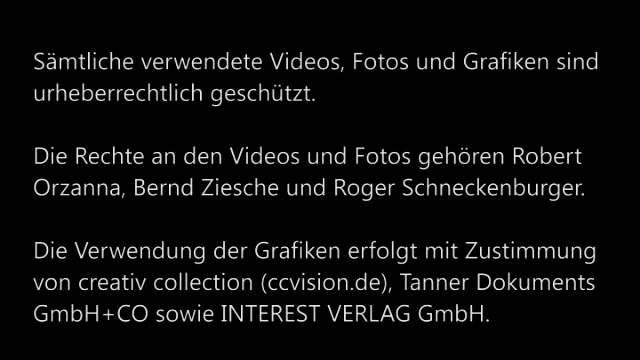 Sämtliche verwendete Videos, Fotos und Grafiken sind
urheberrechtlich geschützt.
Die Rechte an den Videos und Fotos gehören Robert
Orzanna, Bernd Ziesche und Roger Schneckenburger.
Die Verwendung der Grafiken erfolgt mit Zustimmung
von creativ collection (ccvision.de), Tanner Dokuments
GmbH+CO sowie INTEREST VERLAG GmbH.